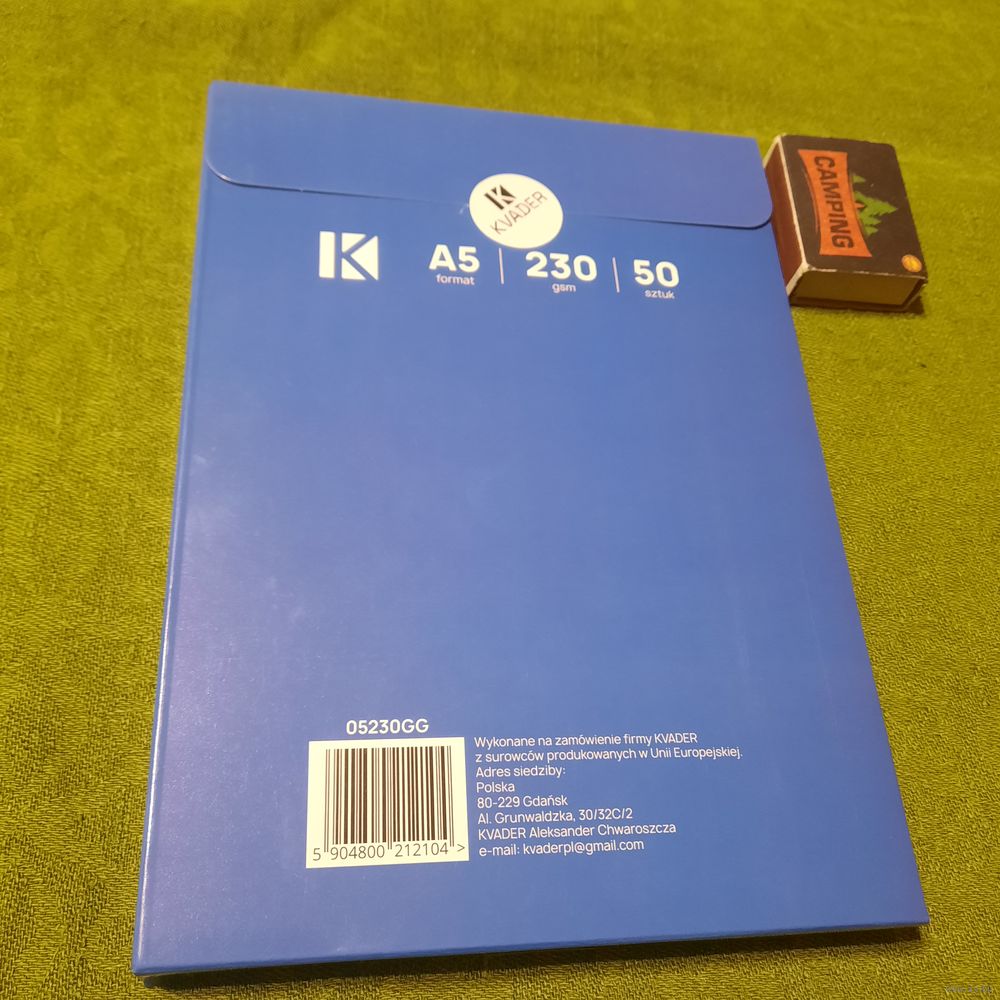 KVADER
K
A5 | 230 | 50
format gsm sztuk
CAMPING
05230GG
5 904800 212104 >
Wykonane na zamówienie firmy KVADER
z surowców produkowanych w Unii Europejskiej.
Adres siedziby:
Polska
80-229 Gdańsk
Al. Grunwaldzka, 30/32C/2
KVADER Aleksander Chwaroszcza
e-mail: kvaderpl@gmail.com